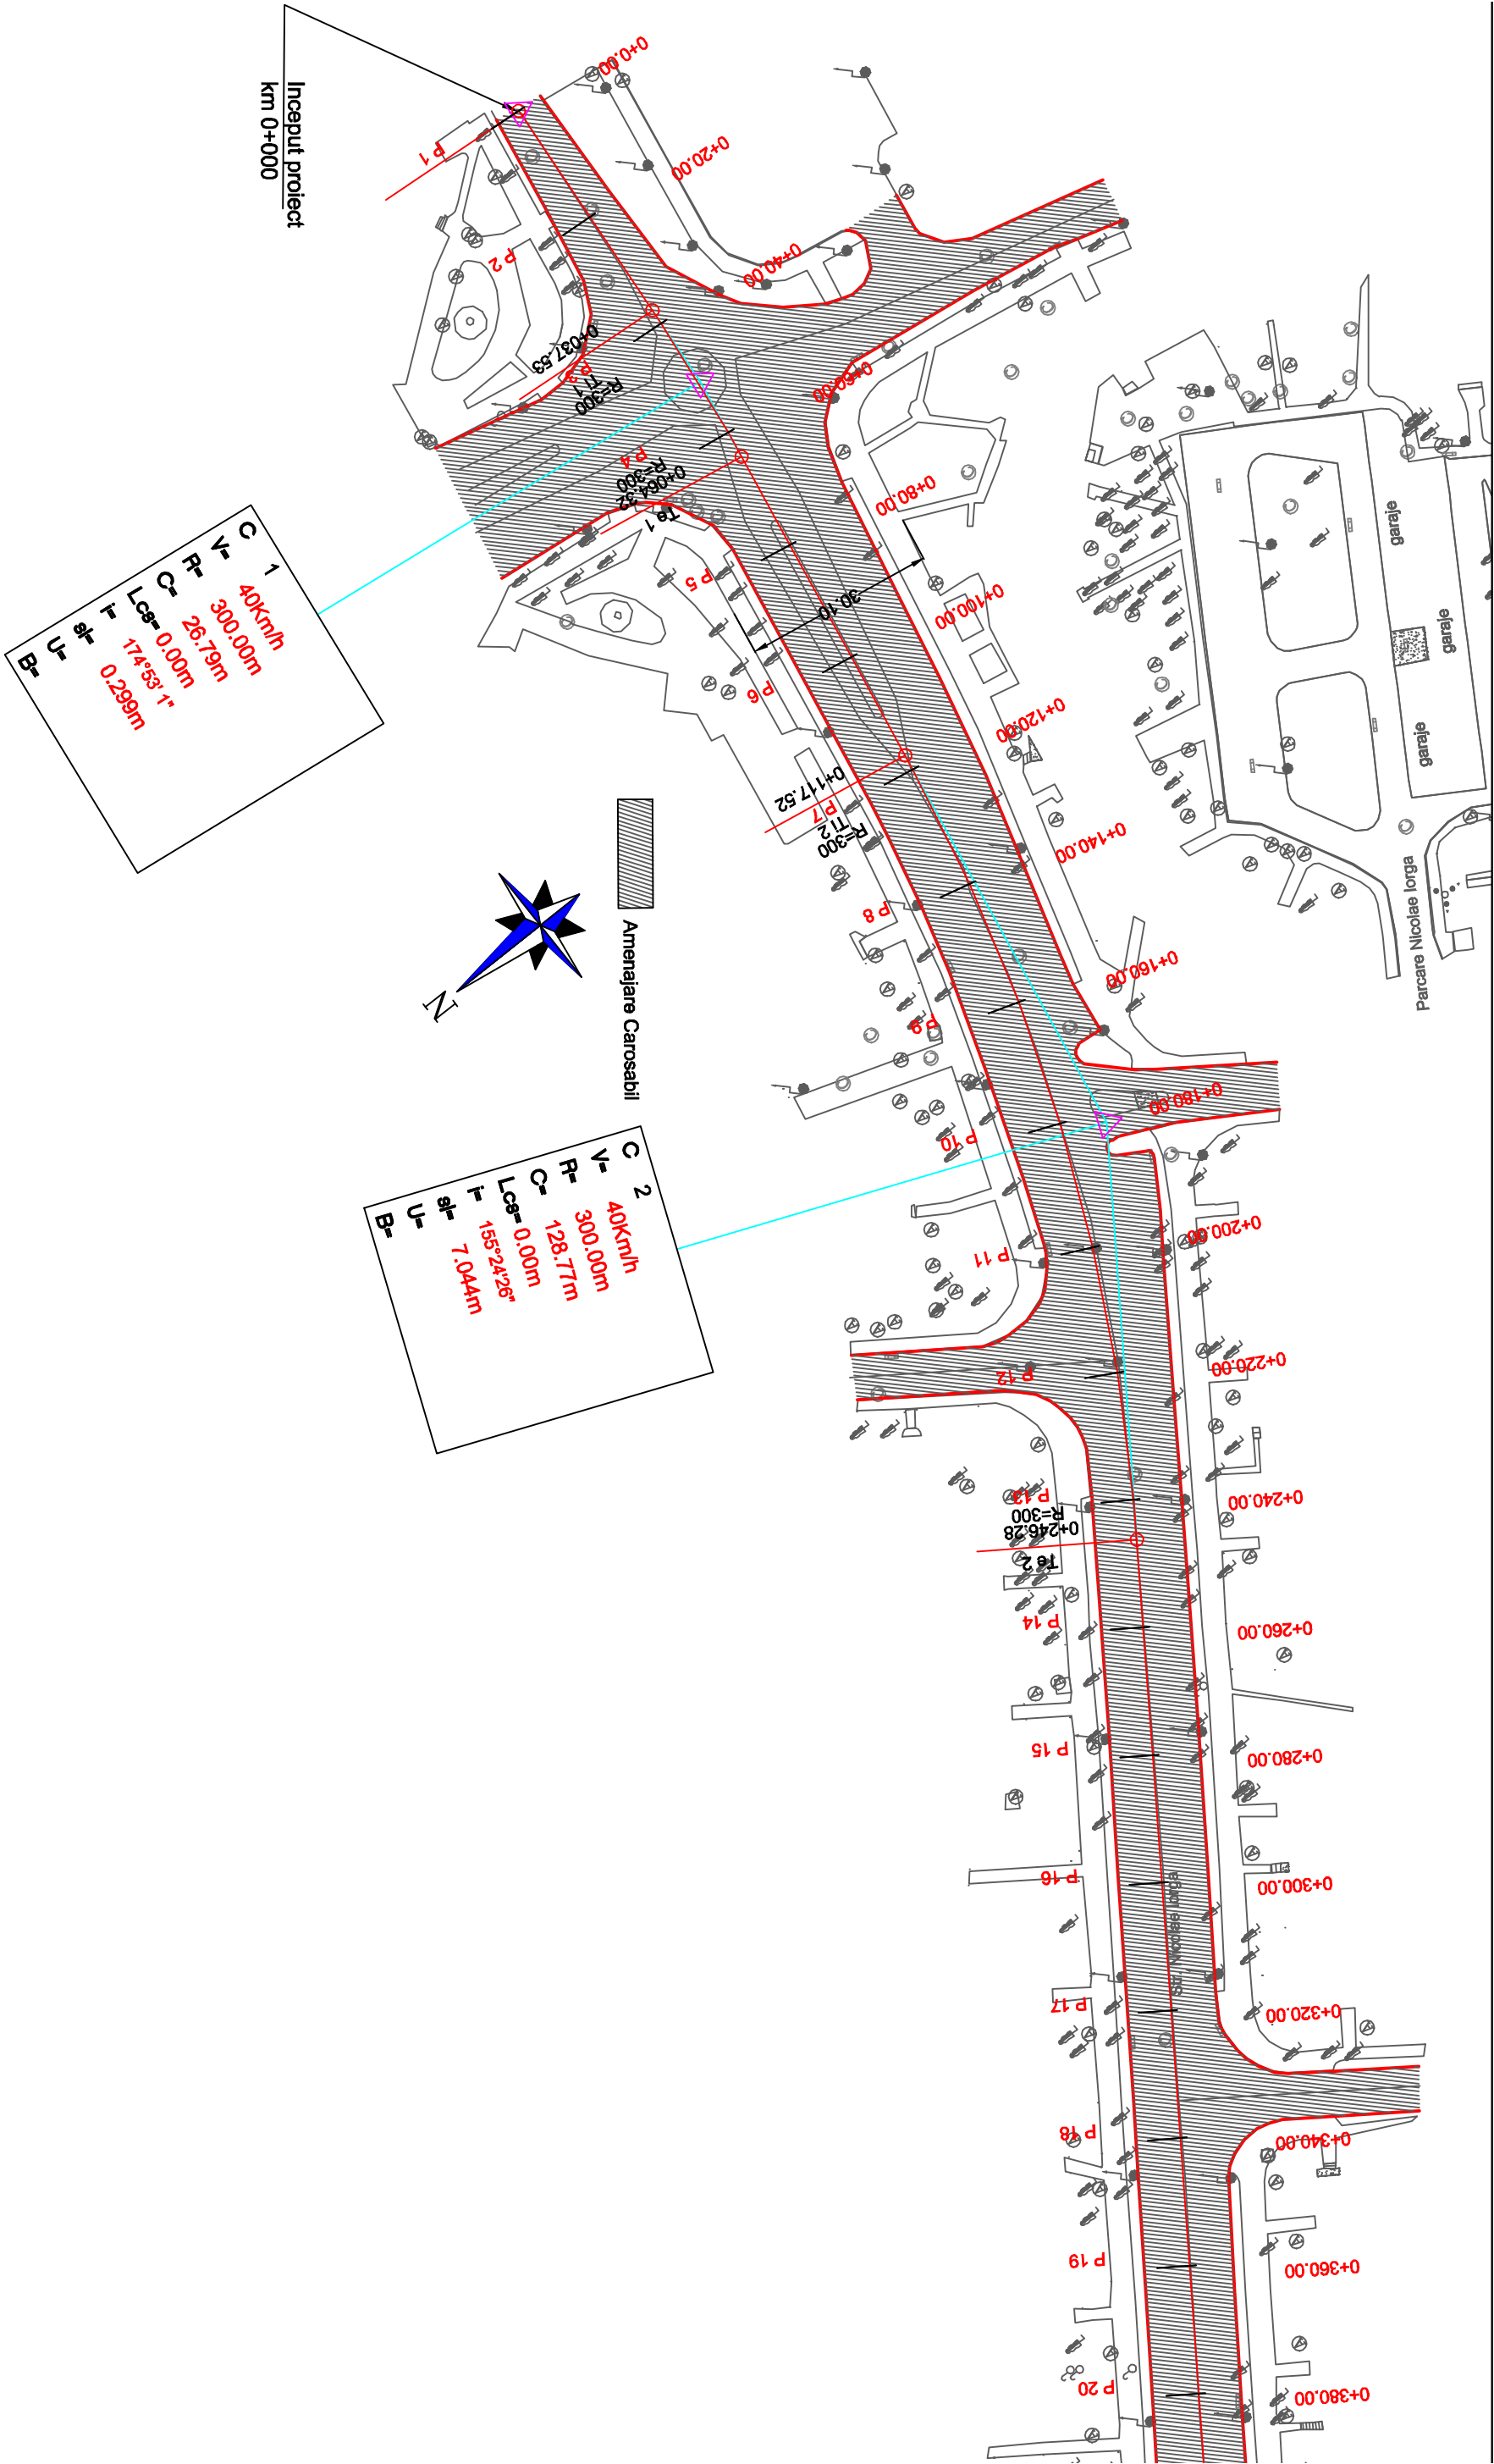 Inceput proiect
km 0+000
0+0.00
0+20.00
0+40.00
0+60.00
0+80.00
0+100.00
0+120.00
0+140.00
0+160.00
0+180.00
0+200.00
0+220.00
0+240.00
0+260.00
0+280.00
0+300.00
0+320.00
0+340.00
0+360.00
0+380.00
P 1
P 2
P 3
P 4
P 5
P 6
P 7
P 8
P 9
P 10
P 11
P 12
P 13
P 14
P 15
P 16
P 17
P 18
P 19
P 20
0+037.53
Ti 1
R=300
R=300
0+064.32
Te 1
30.10
0+117.52
Ti 2
R=300
R=300
0+246.28
Te 2
C 1
V= 40Km/h
R= 300.00m
C= 26.79m
Lcs= 0.00m
i= 174°53' 1"
sl= 0.299m
U=
B=
Amenajare Carosabil
N
C 2
V= 40Km/h
R= 300.00m
C= 128.77m
Lcs= 0.00m
i= 155°24'26"
sl= 7.044m
U=
B=
garaje
garaje
garaje
Parcare Nicolae Iorga
Str. Nicolae Iorga